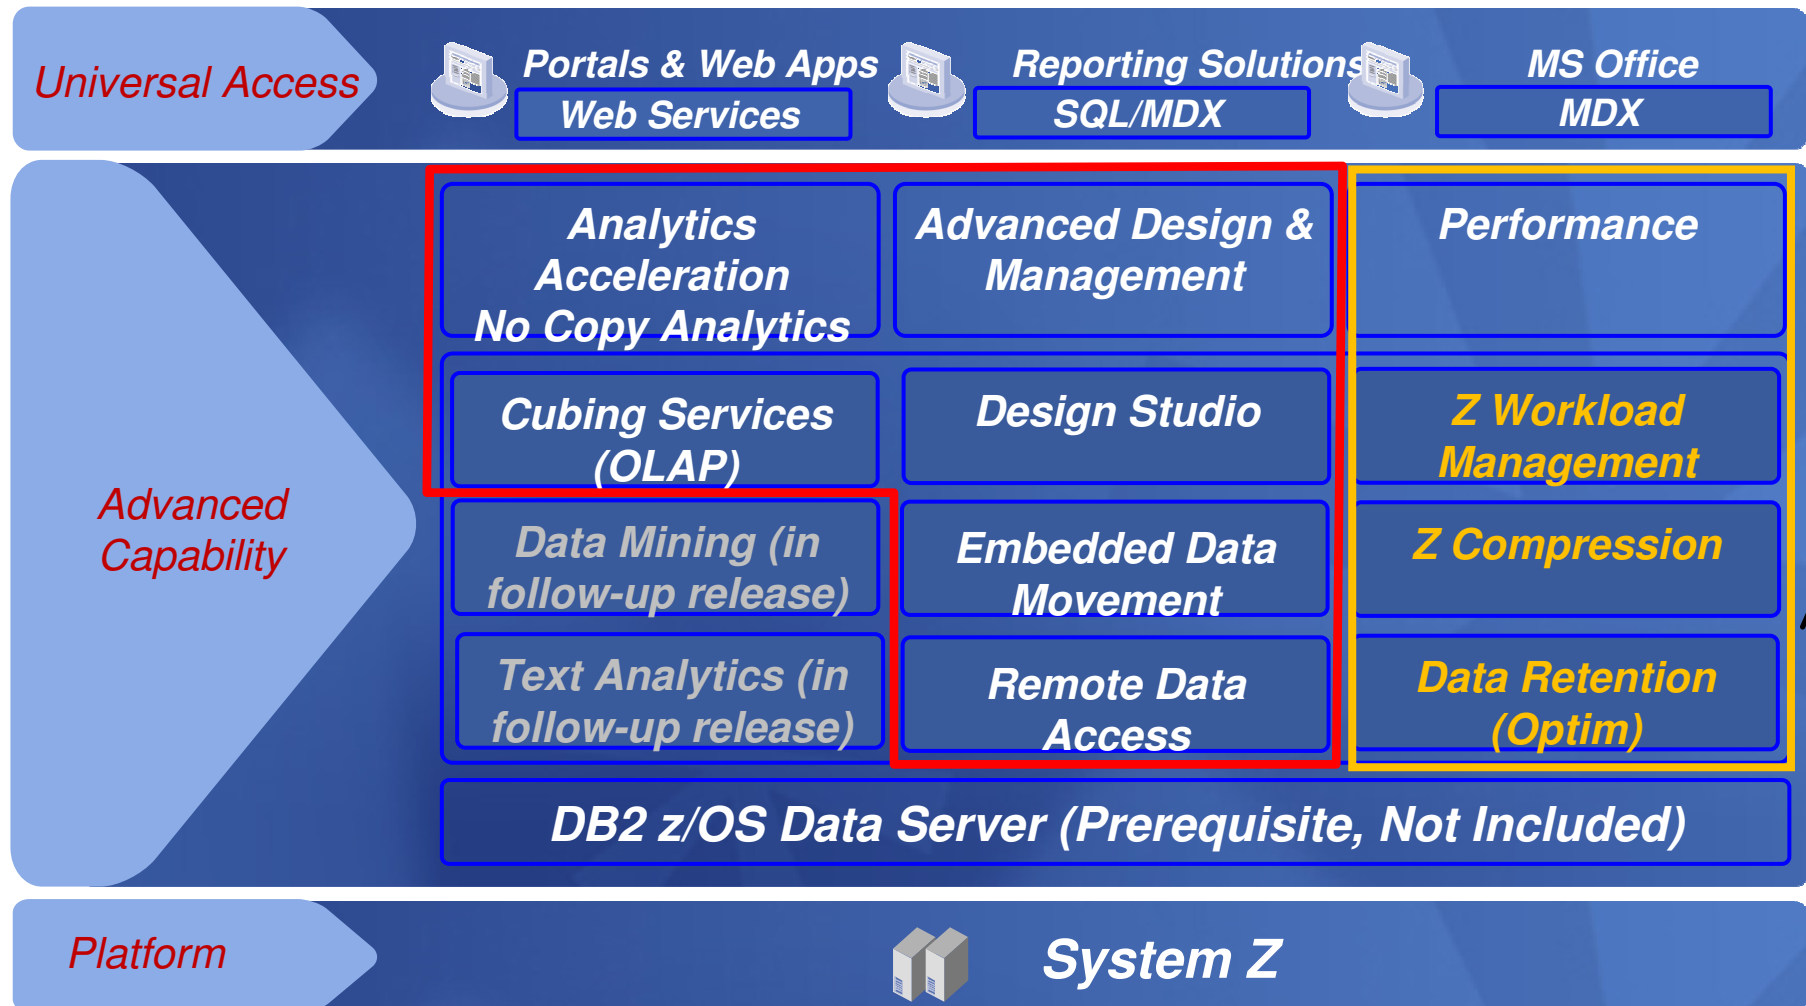 Universal Access
Portals & Web Apps
Web Services
Reporting Solutions
SQL/MDX
MS Office
MDX
Advanced
Capability
Analytics
Acceleration
No Copy Analytics
Advanced Design &
Management
Performance
Cubing Services
(OLAP)
Design Studio
Z Workload
Management
Data Mining (in
follow-up release)
Embedded Data
Movement
Z Compression
Text Analytics (in
follow-up release)
Remote Data
Access
Data Retention
(Optim)
DB2 z/OS Data Server (Prerequisite, Not Included)
Platform
System Z